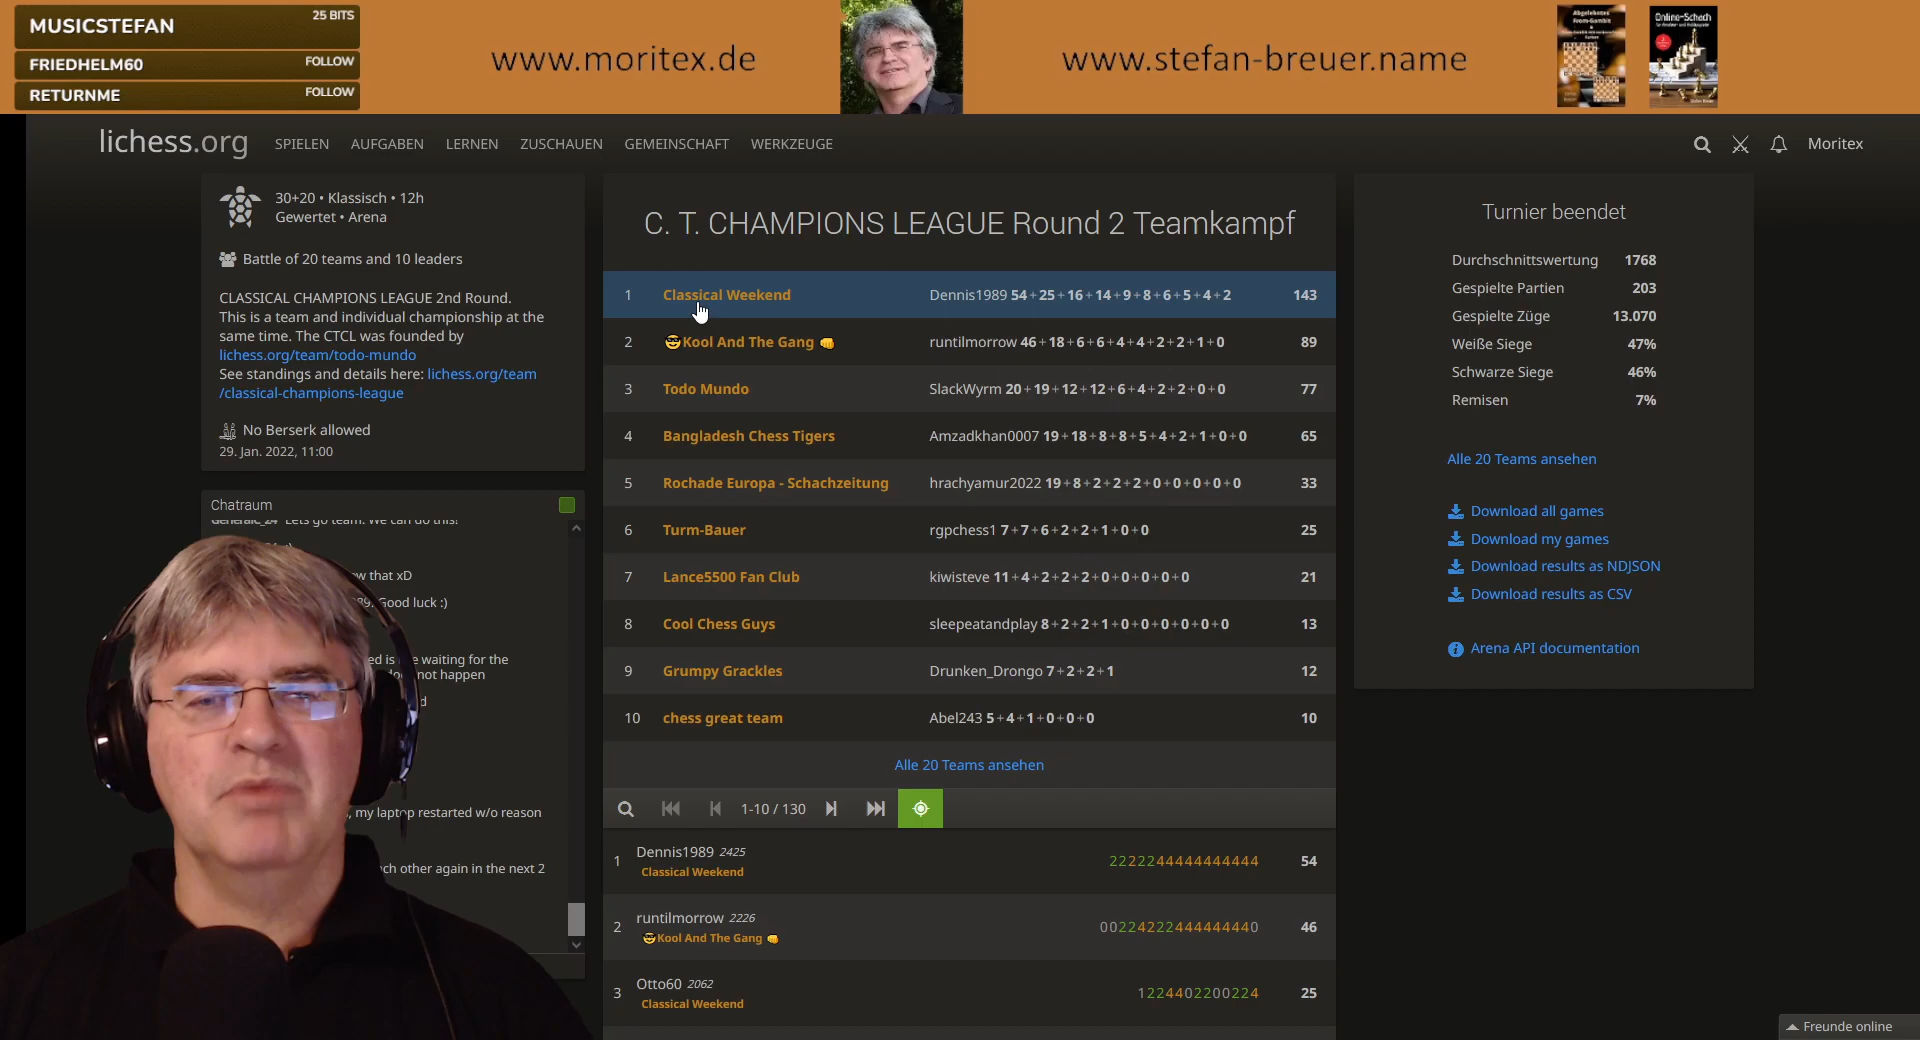 MUSICSTEFAN 25 BITS
FRIEDHELM60 FOLLOW
RETURNME FOLLOW
www.moritex.de
www.stefan-breuer.name
Online-Schach
lichess.org SPIELEN AUFGABEN LERNEN ZUSCHAUEN GEMEINSCHAFT WERKZEUGE Moritex
30+20 • Klassisch • 12h
Gewertet • Arena
Battle of 20 teams and 10 leaders
CLASSICAL CHAMPIONS LEAGUE 2nd Round.
This is a team and individual championship at the
same time. The CTCL was founded by
lichess.org/team/todo-mundo
See standings and details here: lichess.org/team
/classical-champions-league
No Berserk allowed
29. Jan. 2022, 11:00
Chatraum
Lets go team. We can do this!
w that xD
89. Good luck :)
ed is e waiting for the
not happen
d
, my laptop restarted w/o reason
ch other again in the next 2
C. T. CHAMPIONS LEAGUE Round 2 Teamkampf
1 Classical Weekend Dennis1989 54+25+16+14+9+8+6+5+4+2 143
2 😎Kool And The Gang 👊 runtilmorrow 46+18+6+6+4+4+2+2+1+0 89
3 Todo Mundo SlackWyrm 20+19+12+12+6+4+2+2+0+0 77
4 Bangladesh Chess Tigers Amzadkhan0007 19+18+8+8+5+4+2+1+0+0 65
5 Rochade Europa - Schachzeitung hrachyamur2022 19+8+2+2+2+0+0+0+0+0 33
6 Turm-Bauer rgpchess1 7+7+6+2+2+1+0+0 25
7 Lance5500 Fan Club kiwisteve 11+4+2+2+2+0+0+0+0+0 21
8 Cool Chess Guys sleepeatandplay 8+2+2+1+0+0+0+0+0+0 13
9 Grumpy Grackles Drunken_Drongo 7+2+2+1 12
10 chess great team Abel243 5+4+1+0+0+0 10
Alle 20 Teams ansehen
1-10 / 130
1 Dennis1989 2425 22222444444444444 54
Classical Weekend
2 runtilmorrow 2226 00224222444444440 46
😎Kool And The Gang 👊
3 Otto60 2062 1224402200224 25
Classical Weekend
Turnier beendet
Durchschnittswertung 1768
Gespielte Partien 203
Gespielte Züge 13.070
Weiße Siege 47%
Schwarze Siege 46%
Remisen 7%
Alle 20 Teams ansehen
Download all games
Download my games
Download results as NDJSON
Download results as CSV
Arena API documentation
Freunde online